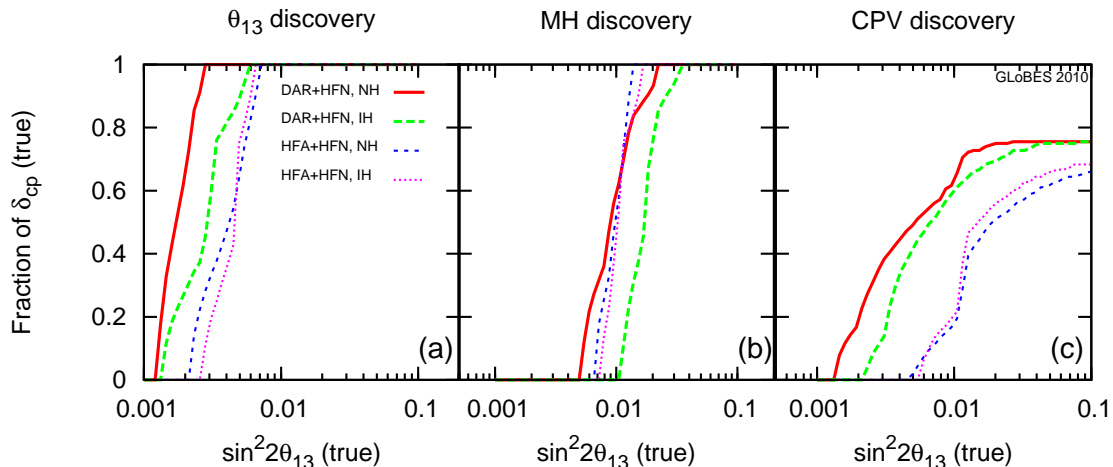 θ13 discovery
MH discovery
CPV discovery
Fraction of δcp (true)
1
0.8
0.6
0.4
0.2
0
DAR+HFN, NH
DAR+HFN, IH
HFA+HFN, NH
HFA+HFN, IH
GLoBES 2010
(a)
(b)
(c)
0.001 0.01 0.1
0.001 0.01 0.1
0.001 0.01 0.1
sin²2θ13 (true)
sin²2θ13 (true)
sin²2θ13 (true)